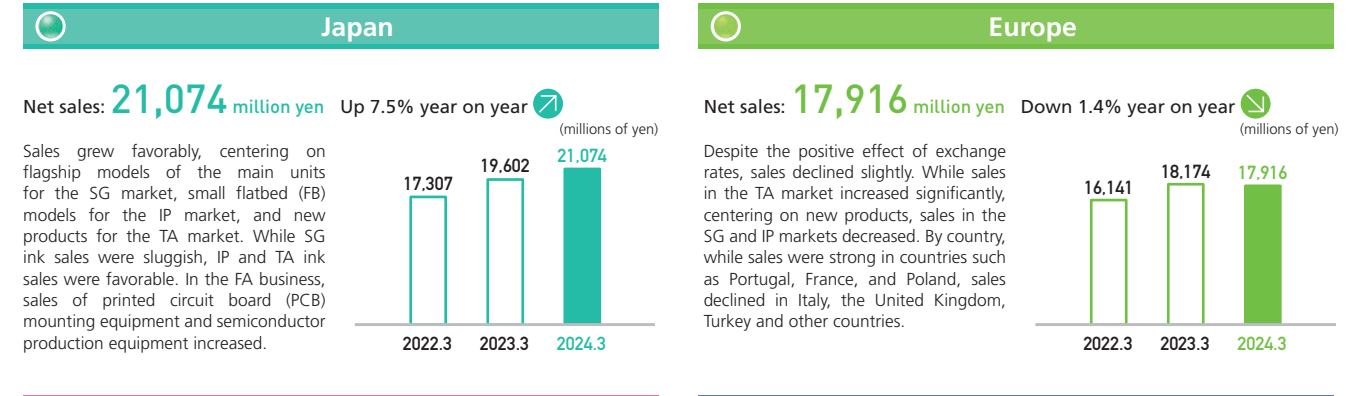 Japan
Net sales: 21,074 million yen Up 7.5% year on year
(millions of yen)
Sales grew favorably, centering on
flagship models of the main units
for the SG market, small flatbed (FB)
models for the IP market, and new
products for the TA market. While SG
ink sales were sluggish, IP and TA ink
sales were favorable. In the FA business,
sales of printed circuit board (PCB)
mounting equipment and semiconductor
production equipment increased.
17,307
19,602
21,074
2022.3 2023.3 2024.3
Europe
Net sales: 17,916 million yen Down 1.4% year on year
(millions of yen)
Despite the positive effect of exchange
rates, sales declined slightly. While sales
in the TA market increased significantly,
centering on new products, sales in the
SG and IP markets decreased. By country,
while sales were strong in countries such
as Portugal, France, and Poland, sales
declined in Italy, the United Kingdom,
Turkey and other countries.
16,141
18,174
17,916
2022.3 2023.3 2024.3